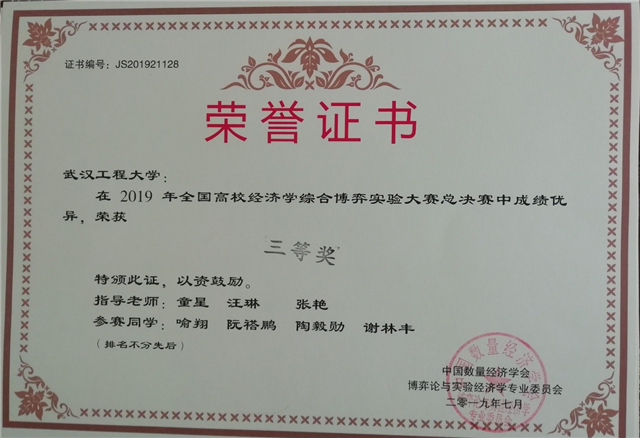 证书编号：JS201921128
荣誉证书
武汉工程大学：
在 2019 年全国高校经济学综合博弈实验大赛总决赛中成绩优
异，荣获
三等奖
特颁此证，以资鼓励。
指导老师：童星 汪琳 张艳
参赛同学：喻翔 阮褡鹏 陶毅勋 谢林丰
（排名不分先后）
中国数量经济学会
博弈论与实验经济学专业委员会
二零一九年七月